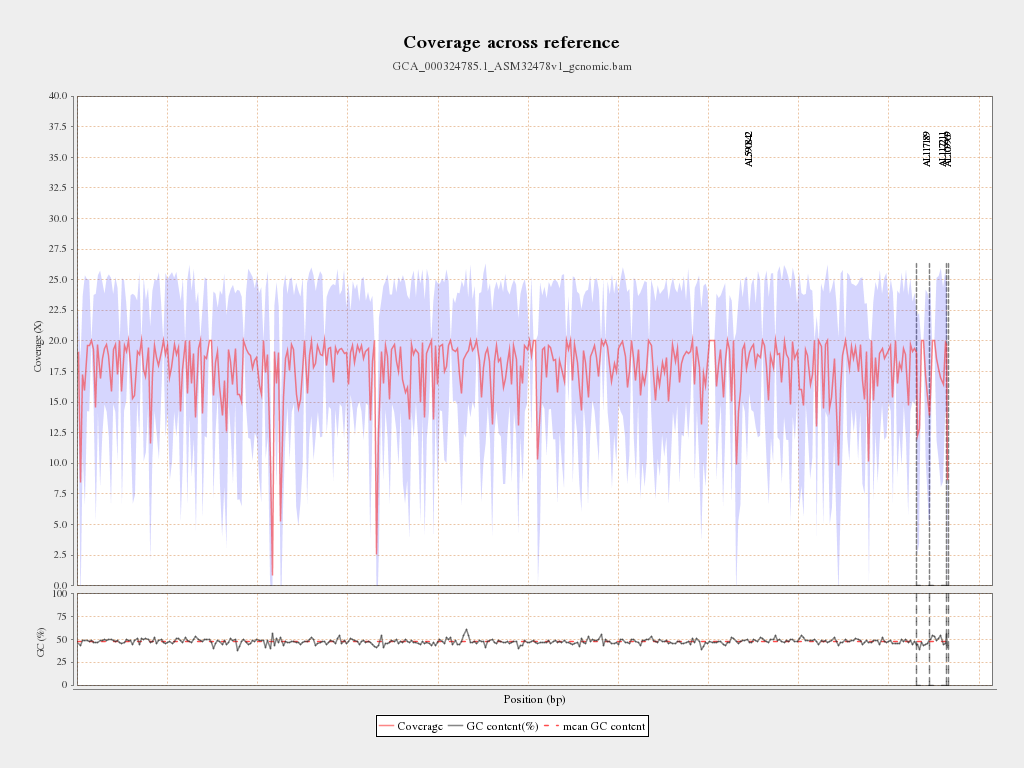 Coverage across reference
GCA_000324785.1_ASM32478v1_genomic.bam
40.0
37.5
35.0
32.5
30.0
27.5
25.0
22.5
20.0
17.5
15.0
12.5
10.0
7.5
5.0
2.5
0.0
Coverage (X)
AL117189
AL117211
100
75
50
25
0
GC (%)
Position (bp)
Coverage GC content(%) mean GC content